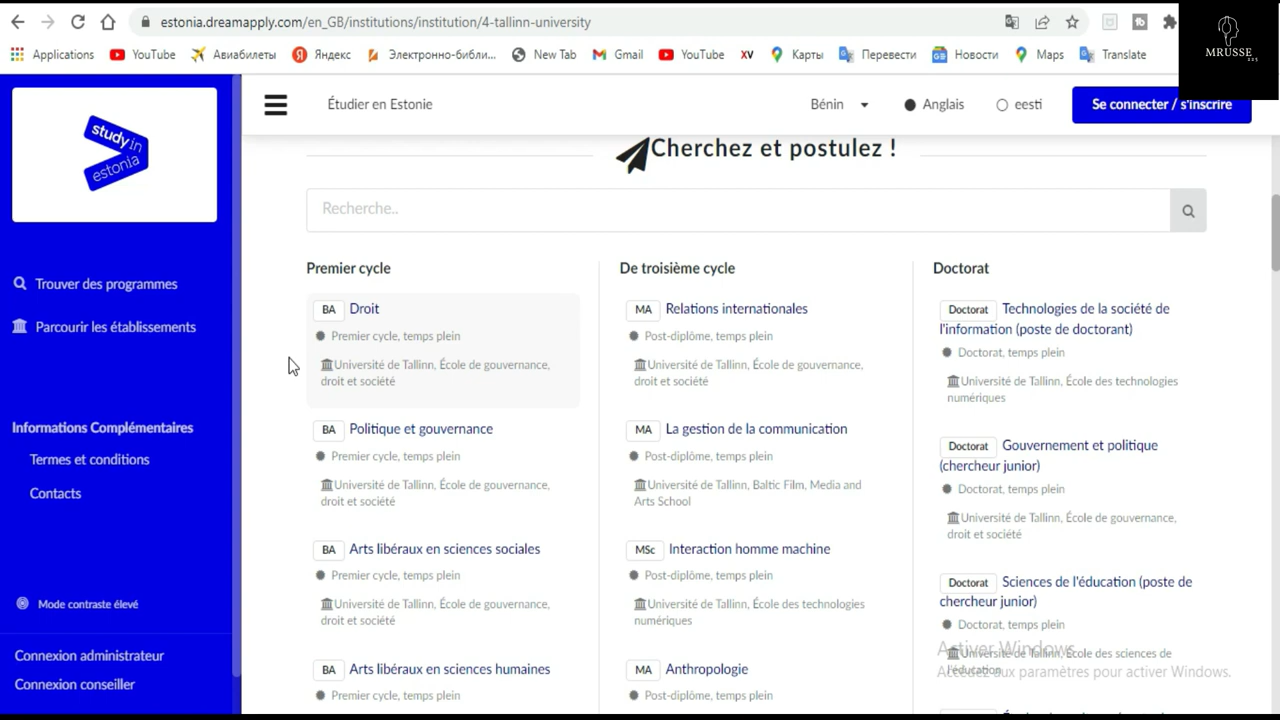 estonia.dreamapply.com/en_GB/institutions/institution/4-tallinn-university
Applications YouTube Авиабилеты Яндекс Электронно-библи... New Tab Gmail YouTube XV Карты Перевести Новости Maps Translate
MRUSSE
225
study in
estonia
Étudier en Estonie
Bénin
Anglais
eesti
Se connecter / s'inscrire
Trouver des programmes
Parcourir les établissements
Informations Complémentaires
Termes et conditions
Contacts
Mode contraste élevé
Connexion administrateur
Connexion conseiller
Cherchez et postulez !
Recherche..
Premier cycle
BA Droit
Premier cycle, temps plein
Université de Tallinn, École de gouvernance,
droit et société
BA Politique et gouvernance
Premier cycle, temps plein
Université de Tallinn, École de gouvernance,
droit et société
BA Arts libéraux en sciences sociales
Premier cycle, temps plein
Université de Tallinn, École de gouvernance,
droit et société
BA Arts libéraux en sciences humaines
Premier cycle, temps plein
De troisième cycle
MA Relations internationales
Post-diplôme, temps plein
Université de Tallinn, École de gouvernance,
droit et société
MA La gestion de la communication
Post-diplôme, temps plein
Université de Tallinn, Baltic Film, Media and
Arts School
MSc Interaction homme machine
Post-diplôme, temps plein
Université de Tallinn, École des technologies
numériques
MA Anthropologie
Post-diplôme, temps plein
Doctorat
Doctorat Technologies de la société de
l'information (poste de doctorant)
Doctorat, temps plein
Université de Tallinn, École des technologies
numériques
Doctorat Gouvernement et politique
(chercheur junior)
Doctorat, temps plein
Université de Tallinn, École de gouvernance,
droit et société
Doctorat Sciences de l'éducation (poste de
chercheur junior)
Doctorat, temps plein
Université de Tallinn, École des sciences de
l'éducation
Activer Windows
Accédez aux paramètres pour activer Windows.